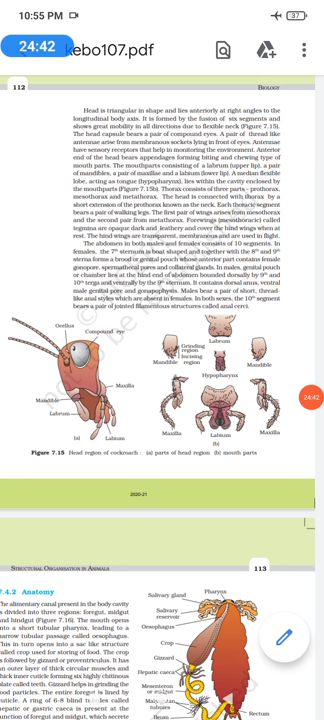 10:55 PM
37
24:42
kebo107.pdf
112
BIOLOGY
Head is triangular in shape and lies anteriorly at right angles to the
longitudinal body axis. It is formed by the fusion of six segments and
shows great mobility in all directions due to flexible neck (Figure 7.15).
The head capsule bears a pair of compound eyes. A pair of thread like
antennae arise from membranous sockets lying in front of eyes. Antennae
have sensory receptors that help in monitoring the environment. Anterior
end of the head bears appendages forming biting and chewing type of
mouth parts. The mouthparts consisting of a labrum (upper lip), a pair
of mandibles, a pair of maxillae and a labium (lower lip). A median flexible
lobe, acting as tongue (hypopharynx), lies within the cavity enclosed by
the mouthparts (Figure 7.15b). Thorax consists of three parts – prothorax,
mesothorax and metathorax. The head is connected with thorax by a
short extension of the prothorax known as the neck. Each thoracic segment
bears a pair of walking legs. The first pair of wings arises from mesothorax
and the second pair from metathorax. Forewings (mesothoracic) called
tegmina are opaque dark and leathery and cover the hind wings when at
rest. The hind wings are transparent, membranous and are used in flight.
The abdomen in both males and females consists of 10 segments. In
females, the 7th sternum is boat shaped and together with the 8th and 9th
sterna forms a brood or genital pouch whose anterior part contains female
gonopore, spermathecal pores and collateral glands. In males, genital pouch
or chamber lies at the hind end of abdomen bounded dorsally by 9th and
10th terga and ventrally by the 9th sternum. It contains dorsal anus, ventral
male genital pore and gonapophysis. Males bear a pair of short, thread-
like anal styles which are absent in females. In both sexes, the 10th segment
bears a pair of jointed filamentous structures called anal cerci.
Ocellus
Compound eye
Maxilla
Mandible
Labrum
Labium
(a)
Grinding region
Incising region
Mandible
Labrum
Mandible
Hypopharynx
Maxilla
Labium
Maxilla
(b)
24:42
Figure 7.15 Head region of cockroach : (a) parts of head region (b) mouth parts
2020-21
STRUCTURAL ORGANISATION IN ANIMALS
113
7.4.2 Anatomy
The alimentary canal present in the body cavity
is divided into three regions: foregut, midgut
and hindgut (Figure 7.16). The mouth opens
into a short tubular pharynx, leading to a
narrow tubular passage called oesophagus.
This in turn opens into a sac like structure
called crop used for storing of food. The crop
is followed by gizzard or proventriculus. It has
an outer layer of thick circular muscles and
thick inner cuticle forming six highly chitinous
plate called teeth. Gizzard helps in grinding the
food particles. The entire foregut is lined by
cuticle. A ring of 6-8 blind tubules called
hepatic or gastric caeca is present at the
junction of foregut and midgut, which secrete
Salivary gland
Pharynx
Salivary reservoir
Oesophagus
Crop
Gizzard
Hepatic caeca
Mesenteron or midgut
Ileum
Rectum